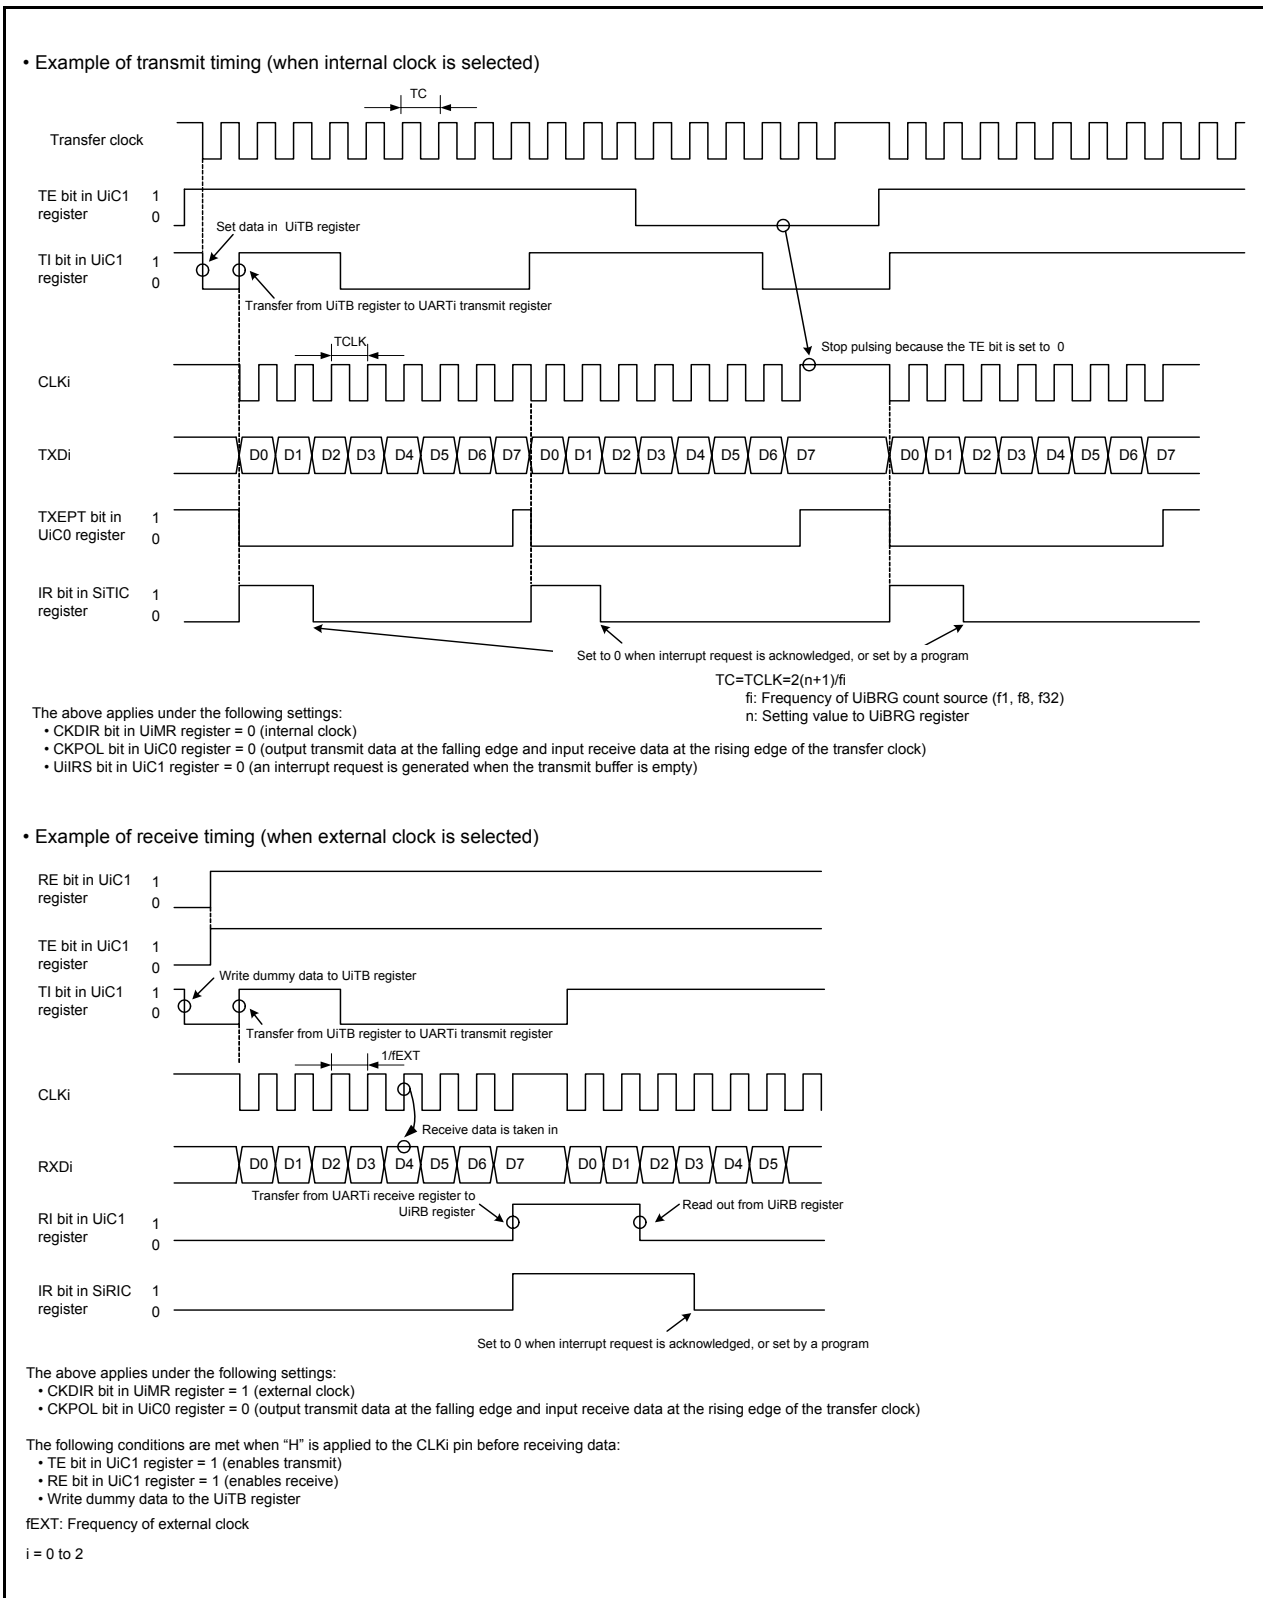 • Example of transmit timing (when internal clock is selected)
TC
Transfer clock
TE bit in UiC1
register
1
0
Set data in UiTB register
TI bit in UiC1
register
1
0
Transfer from UiTB register to UARTi transmit register
TCLK
Stop pulsing because the TE bit is set to 0
CLKi
TXDi
D0 D1 D2 D3 D4 D5 D6 D7 D0 D1 D2 D3 D4 D5 D6 D7 D0 D1 D2 D3 D4 D5 D6 D7
TXEPT bit in
UiC0 register
1
0
IR bit in SiTIC
register
1
0
Set to 0 when interrupt request is acknowledged, or set by a program
TC=TCLK=2(n+1)/fi
fi: Frequency of UiBRG count source (f1, f8, f32)
n: Setting value to UiBRG register
The above applies under the following settings:
• CKDIR bit in UiMR register = 0 (internal clock)
• CKPOL bit in UiC0 register = 0 (output transmit data at the falling edge and input receive data at the rising edge of the transfer clock)
• UiIRS bit in UiC1 register = 0 (an interrupt request is generated when the transmit buffer is empty)
• Example of receive timing (when external clock is selected)
RE bit in UiC1
register
1
0
TE bit in UiC1
register
1
0
Write dummy data to UiTB register
TI bit in UiC1
register
1
0
Transfer from UiTB register to UARTi transmit register
1/fEXT
CLKi
Receive data is taken in
RXDi
D0 D1 D2 D3 D4 D5 D6 D7 D0 D1 D2 D3 D4 D5
Transfer from UARTi receive register to
UiRB register
Read out from UiRB register
RI bit in UiC1
register
1
0
IR bit in SiRIC
register
1
0
Set to 0 when interrupt request is acknowledged, or set by a program
The above applies under the following settings:
• CKDIR bit in UiMR register = 1 (external clock)
• CKPOL bit in UiC0 register = 0 (output transmit data at the falling edge and input receive data at the rising edge of the transfer clock)
The following conditions are met when “H” is applied to the CLKi pin before receiving data:
• TE bit in UiC1 register = 1 (enables transmit)
• RE bit in UiC1 register = 1 (enables receive)
• Write dummy data to the UiTB register
fEXT: Frequency of external clock
i = 0 to 2